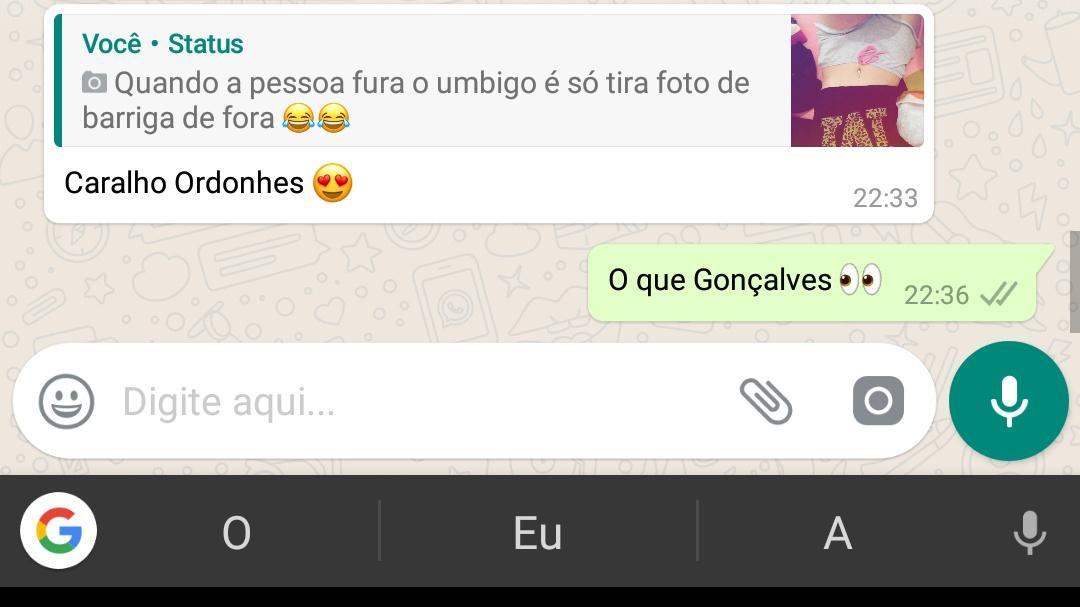 Você • Status
Quando a pessoa fura o umbigo é só tira foto de
barriga de fora 😂😂
Caralho Ordonhes 😍
22:33
O que Gonçalves 👀
22:36
Digite aqui...
O Eu A